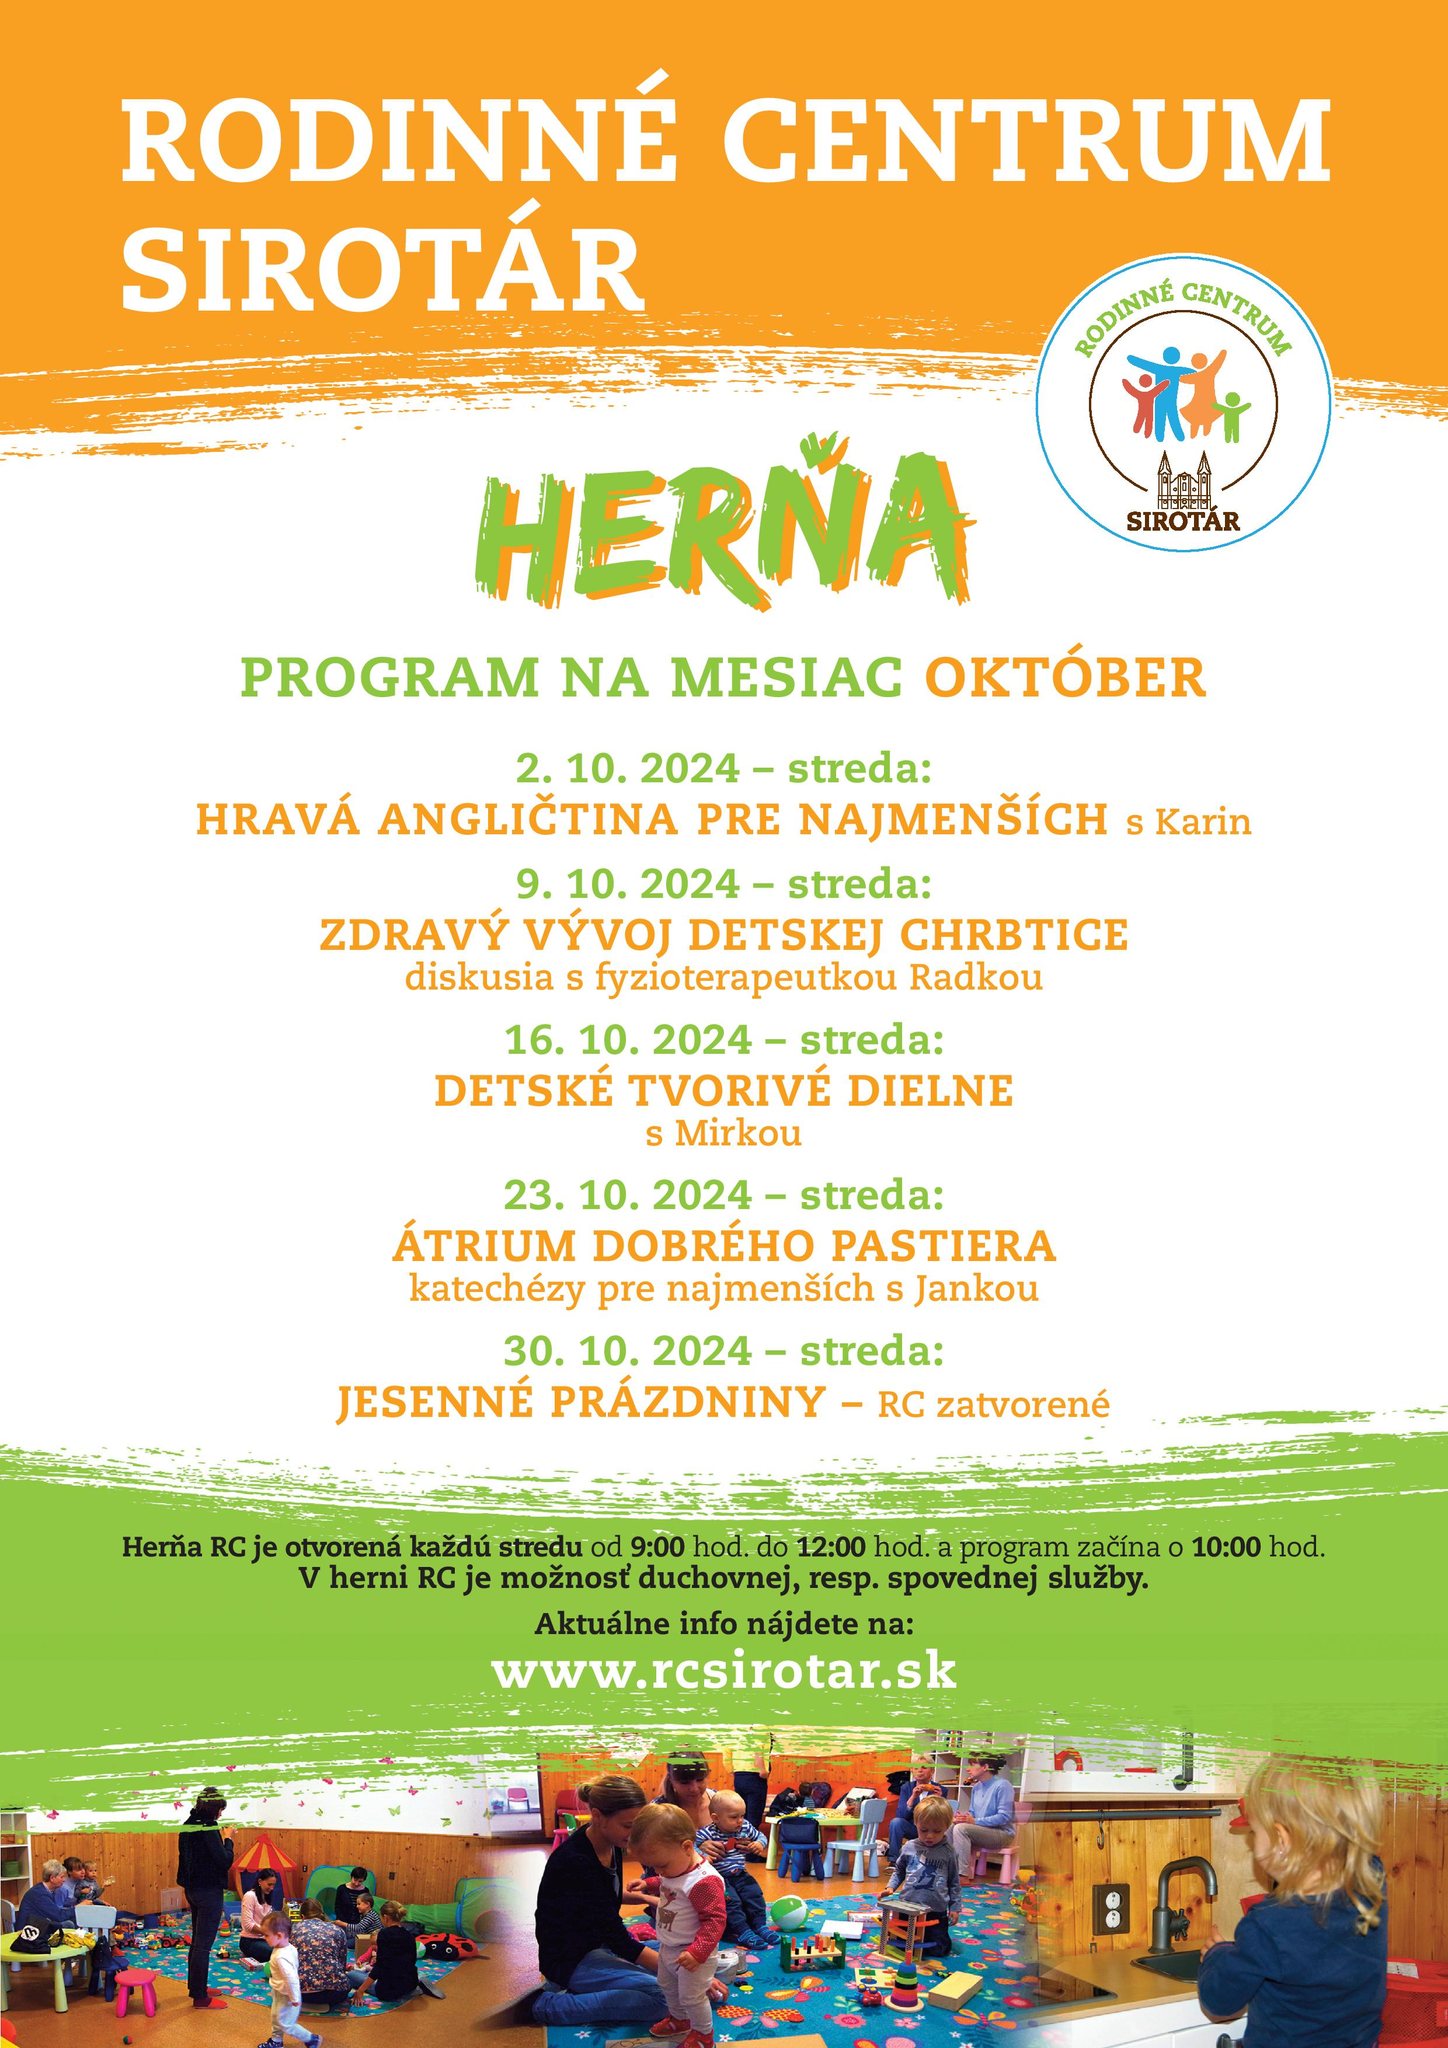 RODINNÉ CENTRUM
SIROTÁR
RODINNÉ CENTRUM
SIROTÁR
HERŇA
PROGRAM NA MESIAC OKTÓBER
2. 10. 2024 – streda:
HRAVÁ ANGLIČTINA PRE NAJMENŠÍCH s Karin
9. 10. 2024 – streda:
ZDRAVÝ VÝVOJ DETSKEJ CHRBTICE
diskusia s fyzioterapeutkou Radkou
16. 10. 2024 – streda:
DETSKÉ TVORIVÉ DIELNE
s Mirkou
23. 10. 2024 – streda:
ÁTRIUM DOBRÉHO PASTIERA
katechézy pre najmenších s Jankou
30. 10. 2024 – streda:
JESENNÉ PRÁZDNINY – RC zatvorené
Herňa RC je otvorená každú stredu od 9:00 hod. do 12:00 hod. a program začína o 10:00 hod.
V herni RC je možnosť duchovnej, resp. spovednej služby.
Aktuálne info nájdete na:
www.rcsirotar.sk